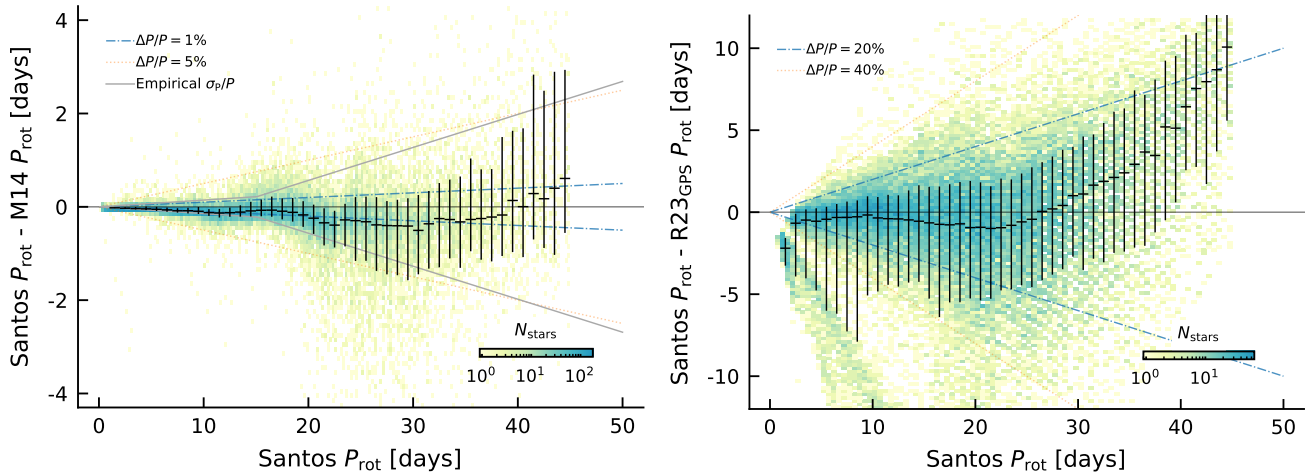 4
2
0
-2
-4
Santos P_rot - M14 P_rot [days]
ΔP/P = 1%
ΔP/P = 5%
Empirical σ_P/P
N_stars
10^0 10^1 10^2
0 10 20 30 40 50
Santos P_rot [days]
10
5
0
-5
-10
Santos P_rot - R23_GPS P_rot [days]
ΔP/P = 20%
ΔP/P = 40%
N_stars
10^0 10^1
0 10 20 30 40 50
Santos P_rot [days]